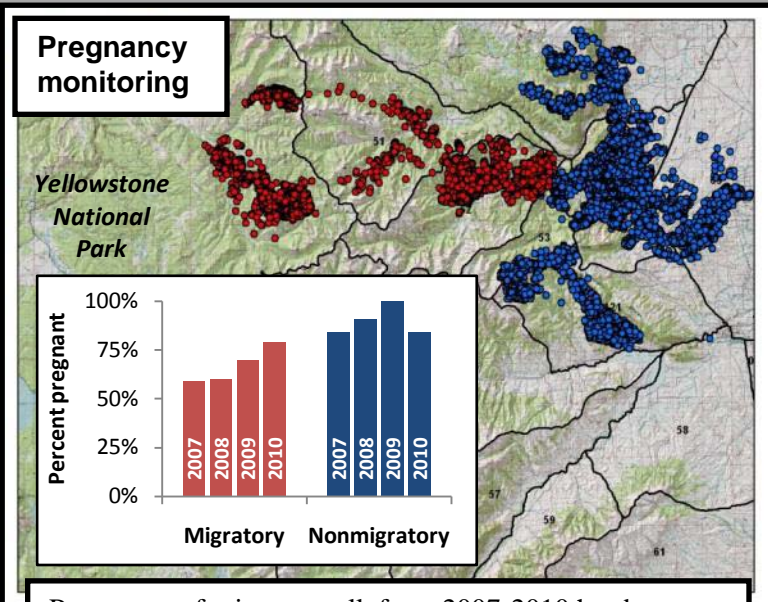 Pregnancy
monitoring
Yellowstone
National
Park
51
53
21
58
57
59
61
100%
75%
50%
25%
0%
Percent pregnant
2007
2008
2009
2010
2007
2008
2009
2010
Migratory Nonmigratory